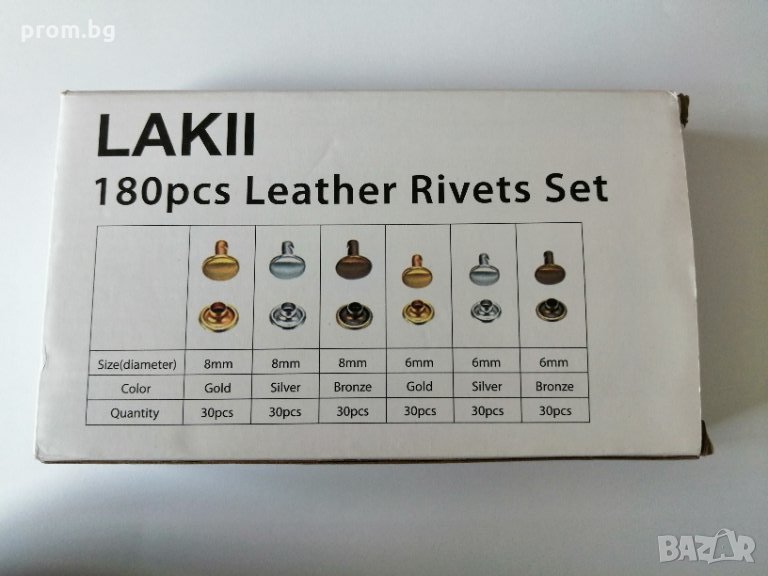 prom.bg
LAKII
180pcs Leather Rivets Set
Size(diameter) 8mm 8mm 8mm 6mm 6mm 6mm
Color Gold Silver Bronze Gold Silver Bronze
Quantity 30pcs 30pcs 30pcs 30pcs 30pcs 30pcs
BAZAR